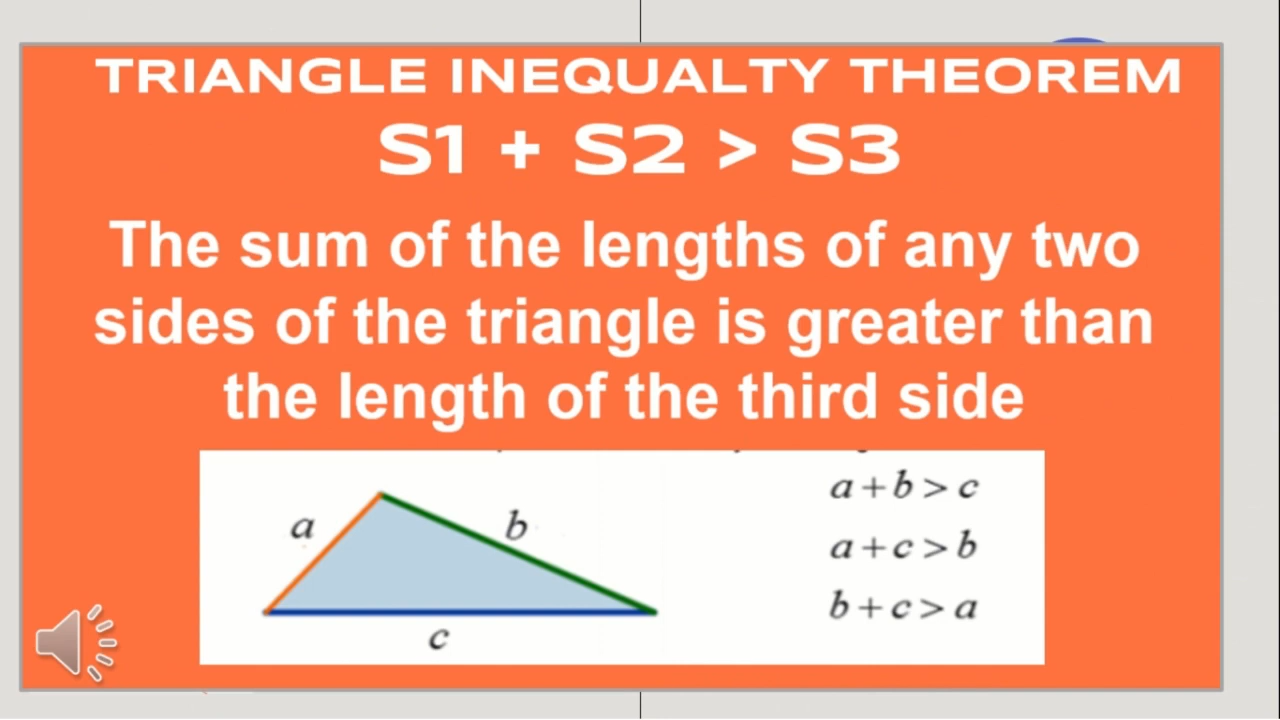 TRIANGLE INEQUALTY THEOREM
S1 + S2 > S3
The sum of the lengths of any two
sides of the triangle is greater than
the length of the third side
a
b
c
a + b > c
a + c > b
b + c > a